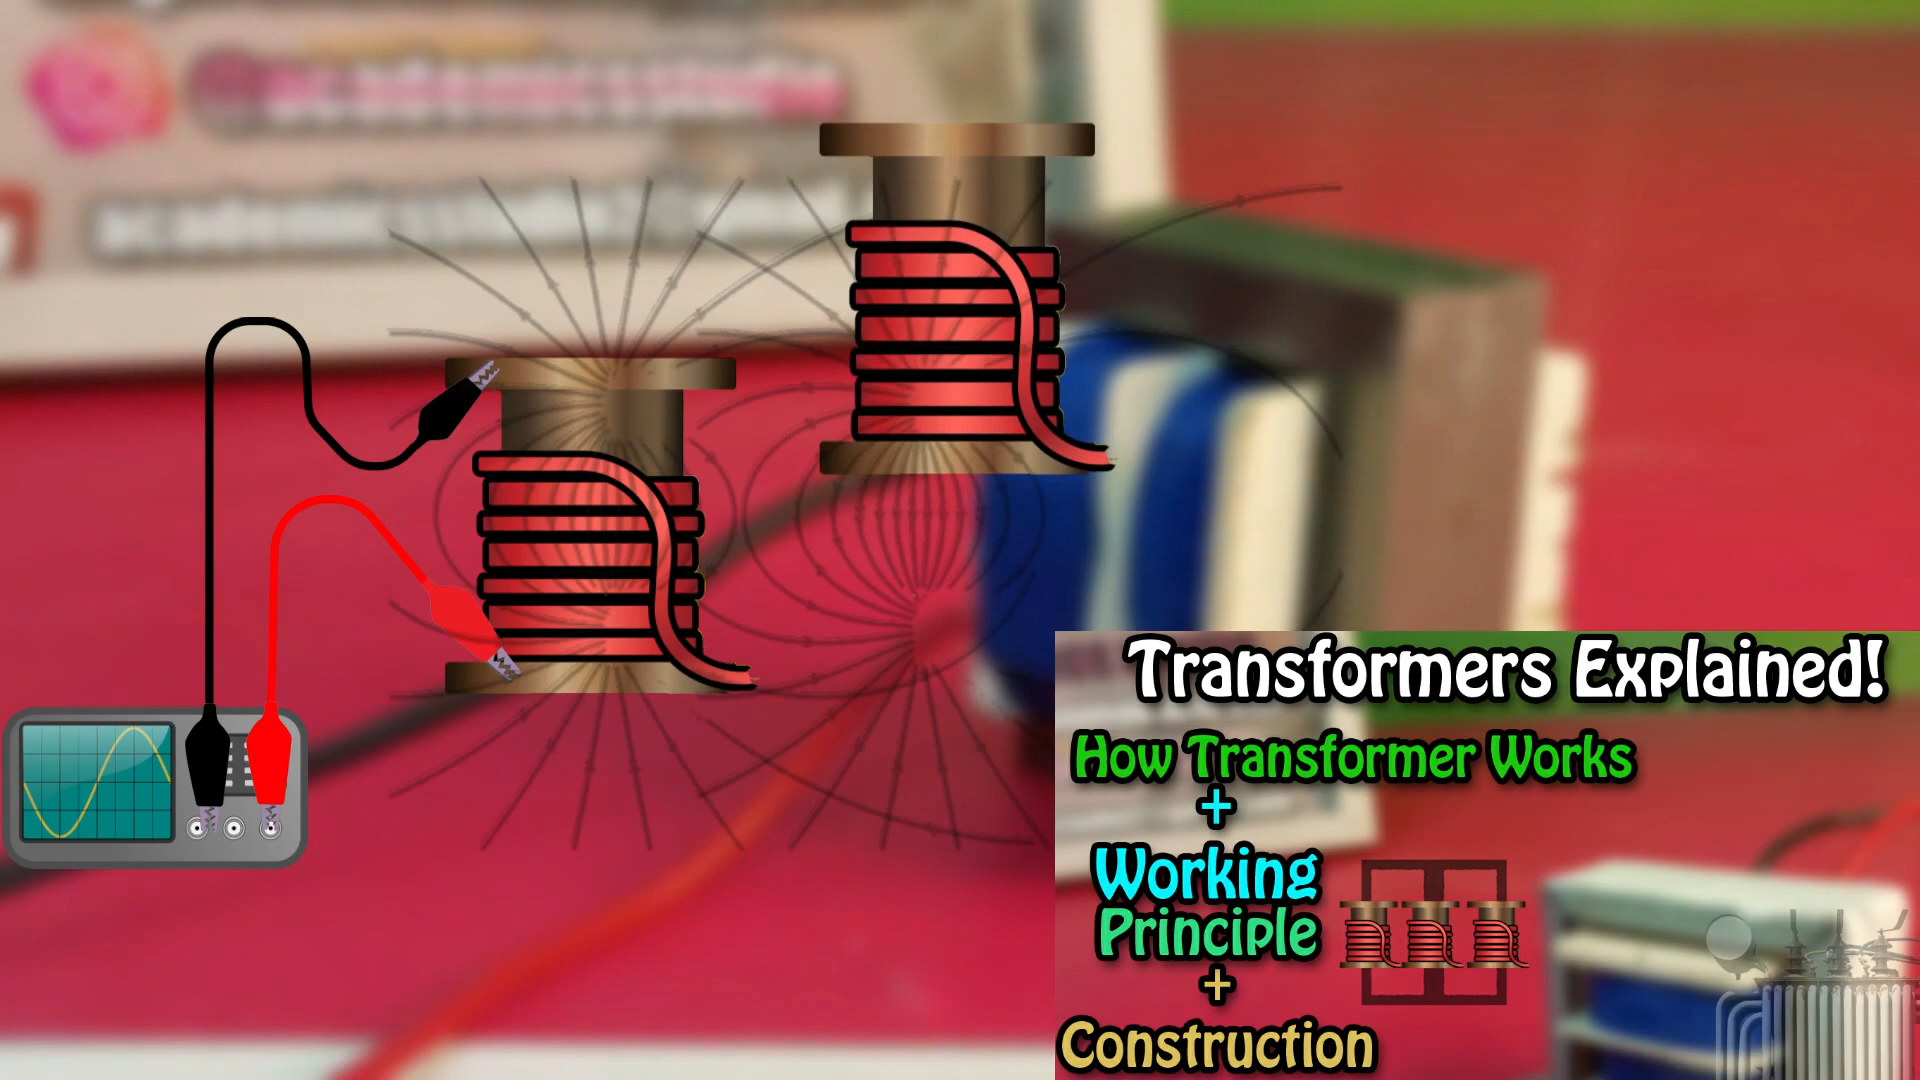 Transformers Explained!
How Transformer Works
+
Working
Principle
+
Construction